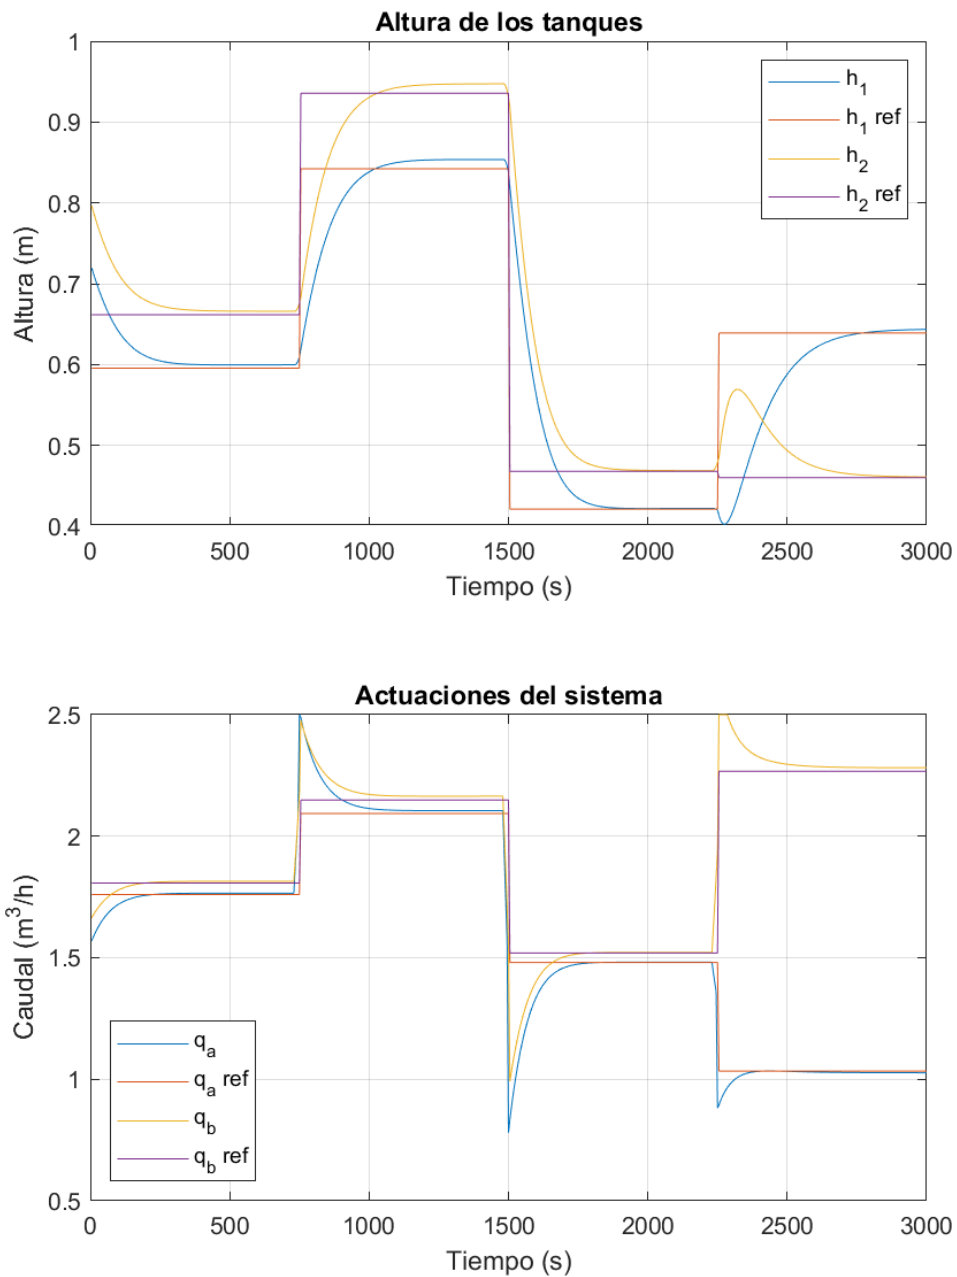 Altura de los tanques
Altura (m)
1
0.9
0.8
0.7
0.6
0.5
0.4
h₁
h₁ ref
h₂
h₂ ref
0 500 1000 1500 2000 2500 3000
Tiempo (s)
Actuaciones del sistema
Caudal (m³/h)
2.5
2
1.5
1
0.5
qₐ
qₐ ref
q_b
q_b ref
0 500 1000 1500 2000 2500 3000
Tiempo (s)